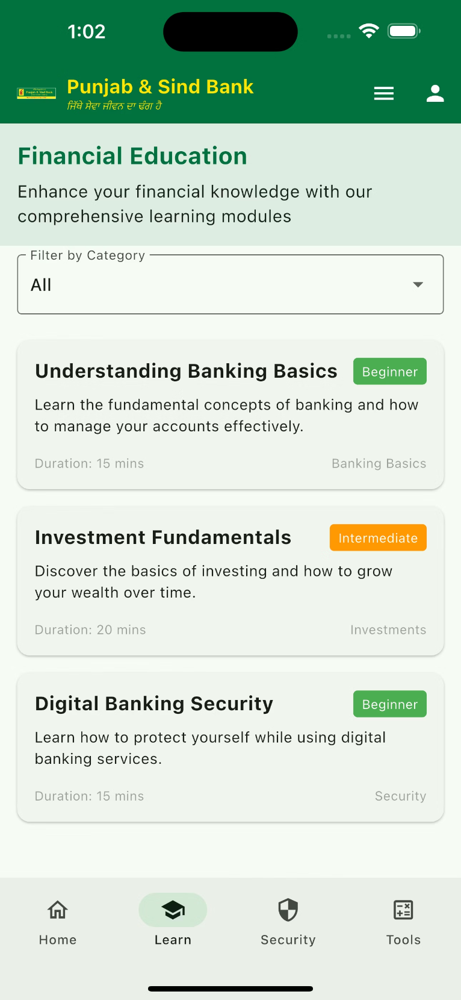 1:02
Punjab & Sind Bank
ਜਿੱਥੇ ਸੇਵਾ ਜੀਵਨ ਦਾ ਢੰਗ ਹੈ
Punjab & Sind Bank
Financial Education
Enhance your financial knowledge with our
comprehensive learning modules
Filter by Category
All
Understanding Banking Basics
Beginner
Learn the fundamental concepts of banking and how
to manage your accounts effectively.
Duration: 15 mins
Banking Basics
Investment Fundamentals
Intermediate
Discover the basics of investing and how to grow
your wealth over time.
Duration: 20 mins
Investments
Digital Banking Security
Beginner
Learn how to protect yourself while using digital
banking services.
Duration: 15 mins
Security
Home
Learn
Security
Tools